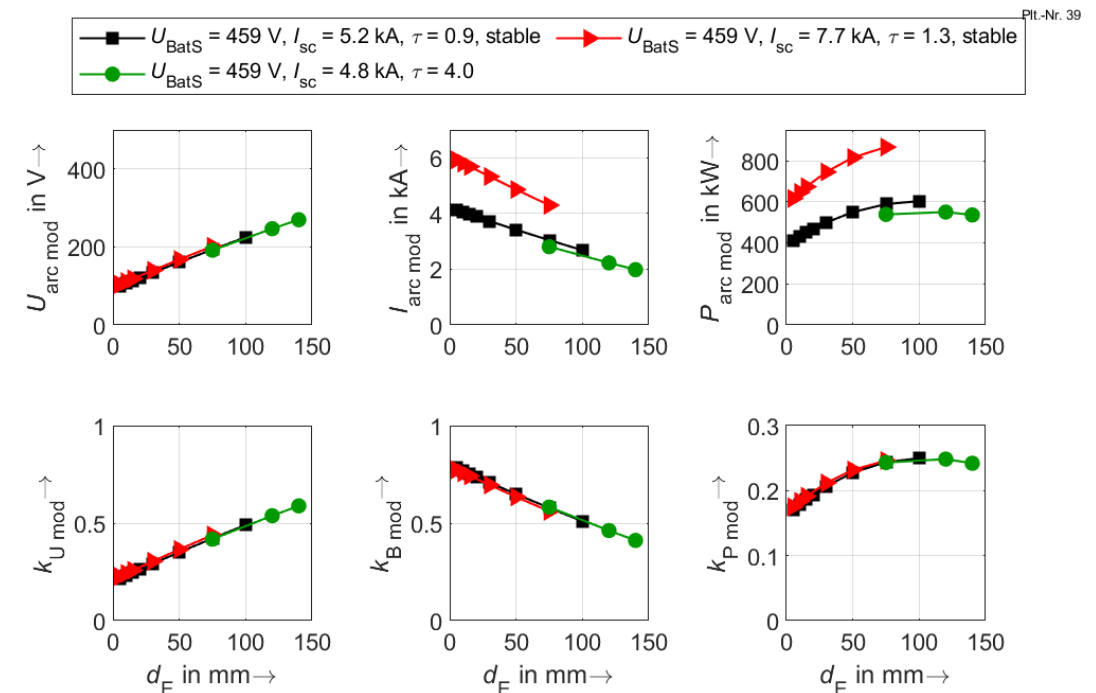 Plt.-Nr. 39
U_BatS = 459 V, I_sc = 5.2 kA, τ = 0.9, stable
U_BatS = 459 V, I_sc = 7.7 kA, τ = 1.3, stable
U_BatS = 459 V, I_sc = 4.8 kA, τ = 4.0
U_arc mod in V→
400
200
0
0 50 100 150
I_arc mod in kA→
6
4
2
0
0 50 100 150
P_arc mod in kW→
800
600
400
200
0
0 50 100 150
k_U mod→
1
0.5
0
0 50 100 150
d_E in mm→
k_B mod→
1
0.5
0
0 50 100 150
d_E in mm→
k_P mod→
0.3
0.2
0.1
0
0 50 100 150
d_E in mm→